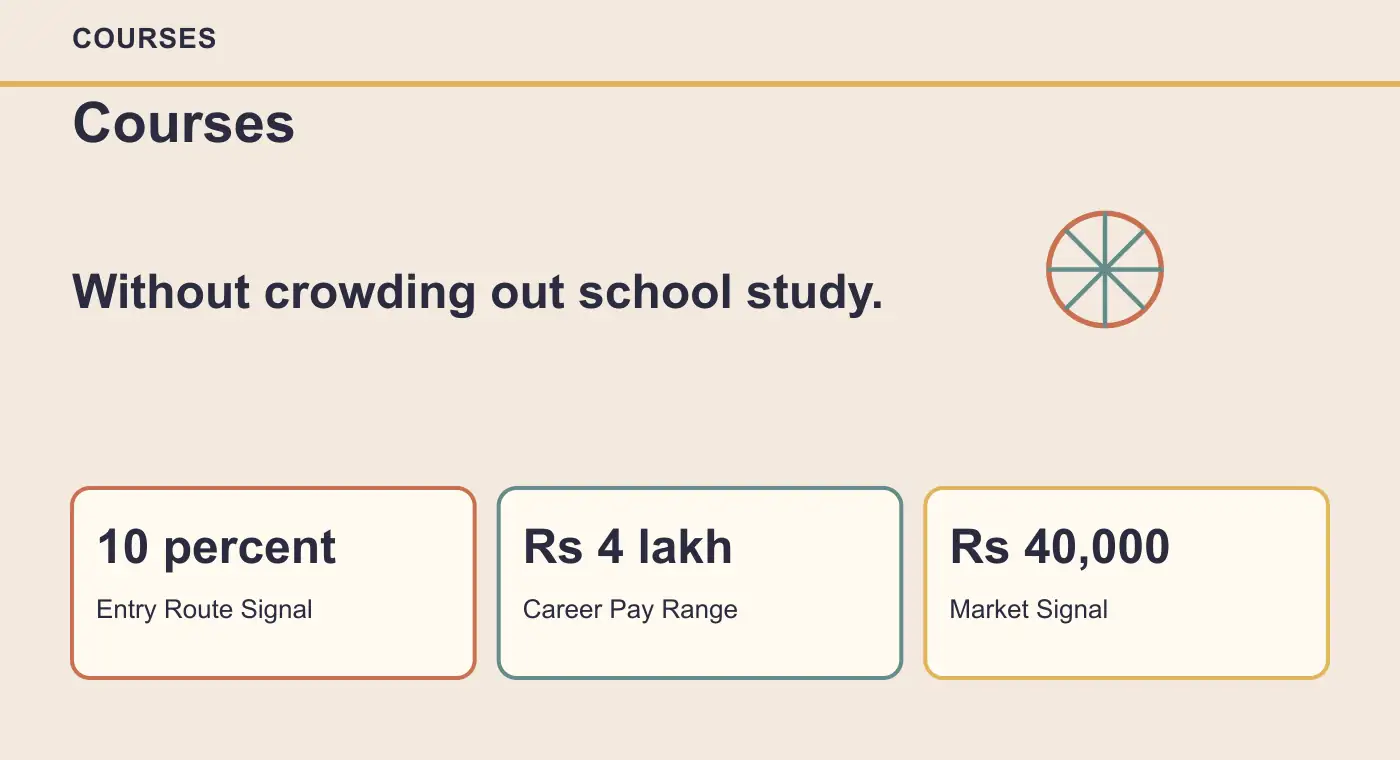 COURSES
Courses
Without crowding out school study.
10 percent
Entry Route Signal
Rs 4 lakh
Career Pay Range
Rs 40,000
Market Signal